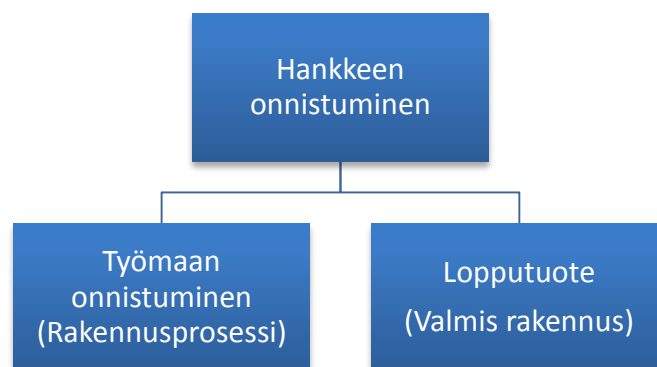 Hankkeen
onnistuminen
Työmaan
onnistuminen
(Rakennusprosessi)
Lopputuote
(Valmis rakennus)